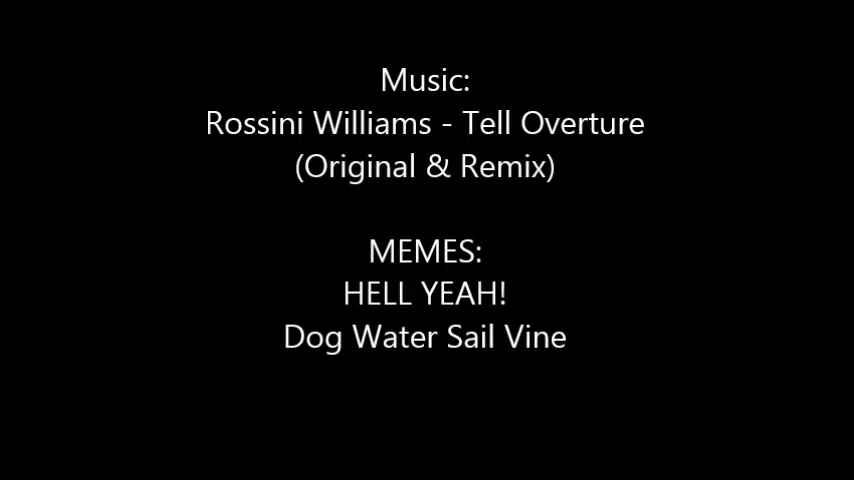 Music:
Rossini Williams - Tell Overture
(Original & Remix)
MEMES:
HELL YEAH!
Dog Water Sail Vine